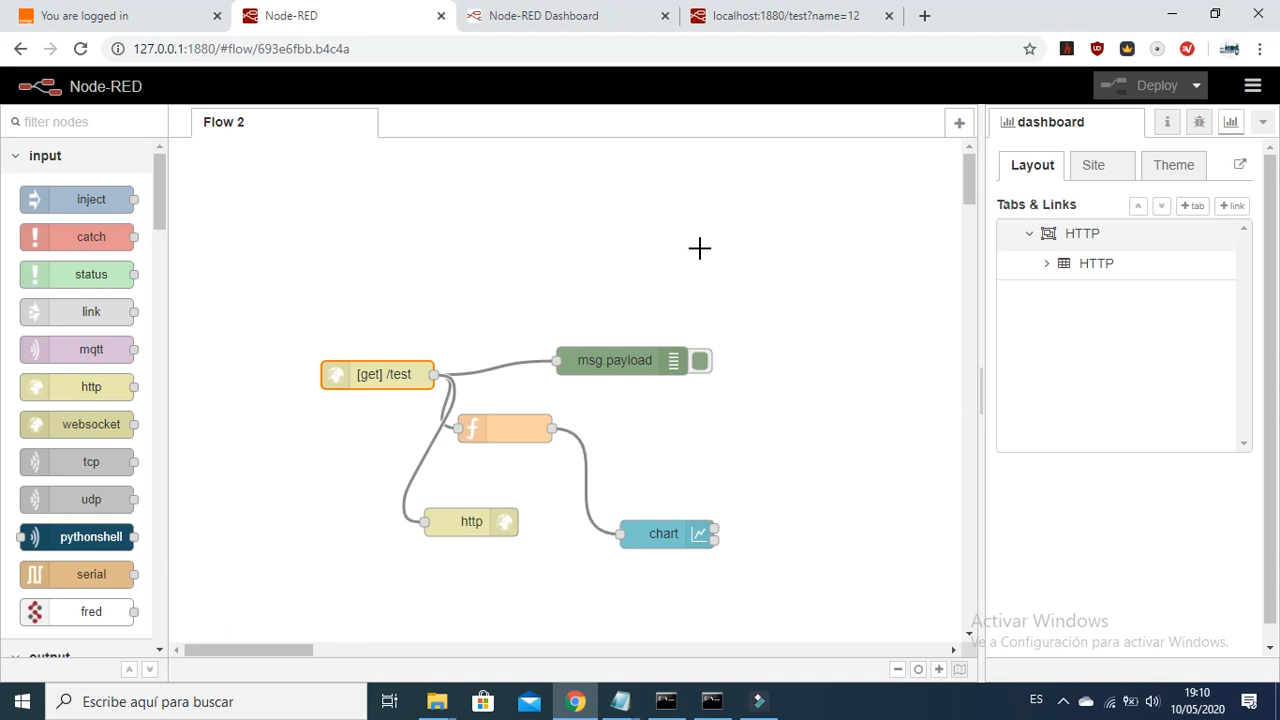 You are logged in
Node-RED
Node-RED Dashboard
localhost:1880/test?name=12
127.0.0.1:1880/#flow/693e6fbb.b4c4a
Node-RED
Deploy
filter nodes
Flow 2
dashboard
input
Layout
Site
Theme
inject
Tabs & Links
tab
link
catch
HTTP
status
HTTP
link
mqtt
msg.payload
[get] /test
http
websocket
tcp
udp
http
chart
pythonshell
serial
fred
Activar Windows
Ve a Configuración para activar Windows.
output
Escribe aquí para buscar
ES
19:10
10/05/2020